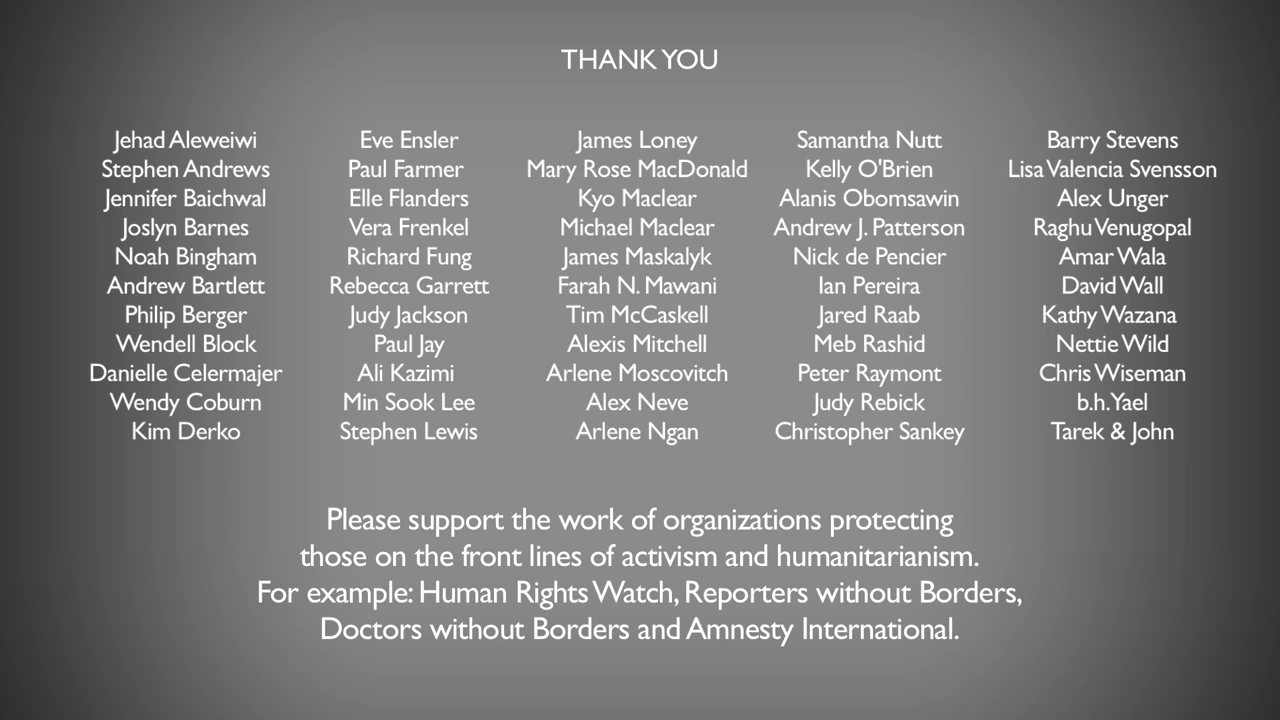 THANK YOU
Jehad Aleweiwi
Stephen Andrews
Jennifer Baichwal
Joslyn Barnes
Noah Bingham
Andrew Bartlett
Philip Berger
Wendell Block
Danielle Celermajer
Wendy Coburn
Kim Derko
Eve Ensler
Paul Farmer
Elle Flanders
Vera Frenkel
Richard Fung
Rebecca Garrett
Judy Jackson
Paul Jay
Ali Kazimi
Min Sook Lee
Stephen Lewis
James Loney
Mary Rose MacDonald
Kyo Maclear
Michael Maclear
James Maskalyk
Farah N. Mawani
Tim McCaskell
Alexis Mitchell
Arlene Moscovitch
Alex Neve
Arlene Ngan
Samantha Nutt
Kelly O'Brien
Alanis Obomsawin
Andrew J. Patterson
Nick de Pencier
Ian Pereira
Jared Raab
Meb Rashid
Peter Raymont
Judy Rebick
Christopher Sankey
Barry Stevens
Lisa Valencia Svensson
Alex Unger
Raghu Venugopal
Amar Wala
David Wall
Kathy Wazana
Nettie Wild
Chris Wiseman
b.h. Yael
Tarek & John
Please support the work of organizations protecting
those on the front lines of activism and humanitarianism.
For example: Human Rights Watch, Reporters without Borders,
Doctors without Borders and Amnesty International.